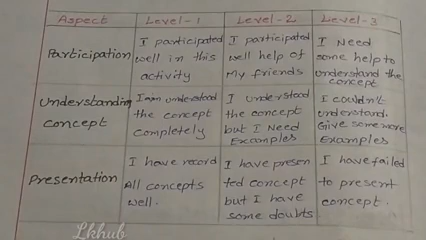 Aspect Level-1 Level-2 Level-3
Participation
I participated
well in this
activity
I participated
well help of
My friends
I Need
some help to
understand the
concept
Understanding
concept
I understood
the concept
completely
I understood
the concept
but I Need
Examples
I couldn't
understand.
Give some more
Examples
Presentation
I have record
All concepts
well.
I have presen
ted concept
but I have
some doubts.
I have failed
to present
concept.
Lkhub